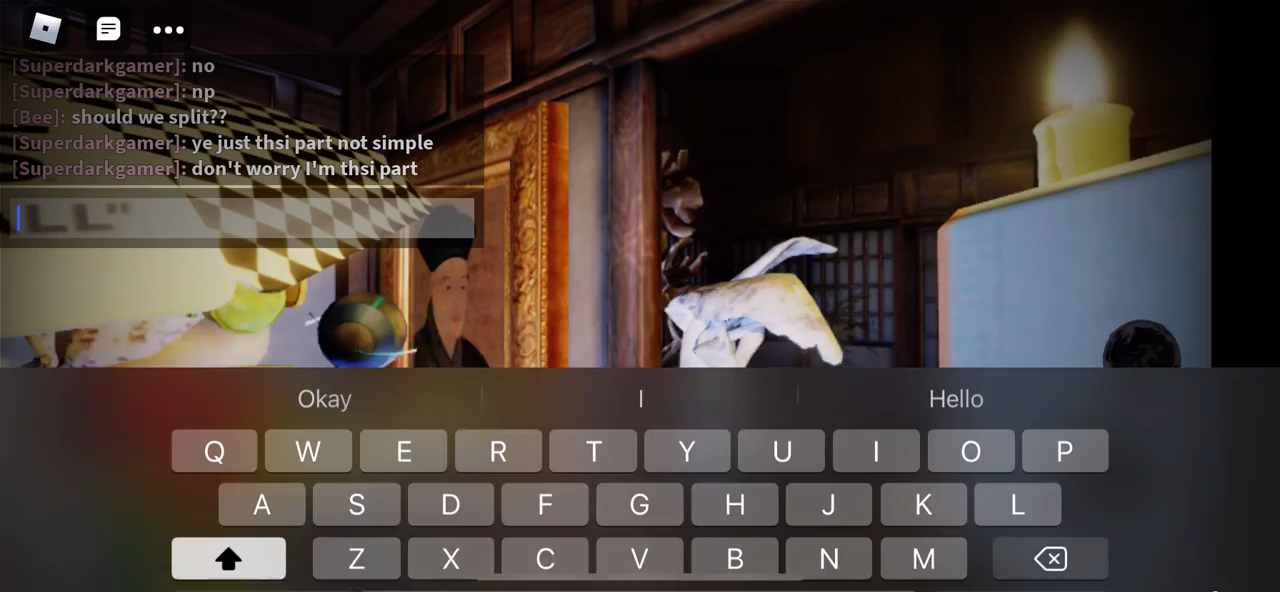 [Superdarkgamer]: no
[Superdarkgamer]: np
[Bee]: should we split??
[Superdarkgamer]: ye just thsi part not simple
[Superdarkgamer]: don't worry I'm thsi part
LL"
Okay I Hello
Q W E R T Y U I O P
A S D F G H J K L
Z X C V B N M